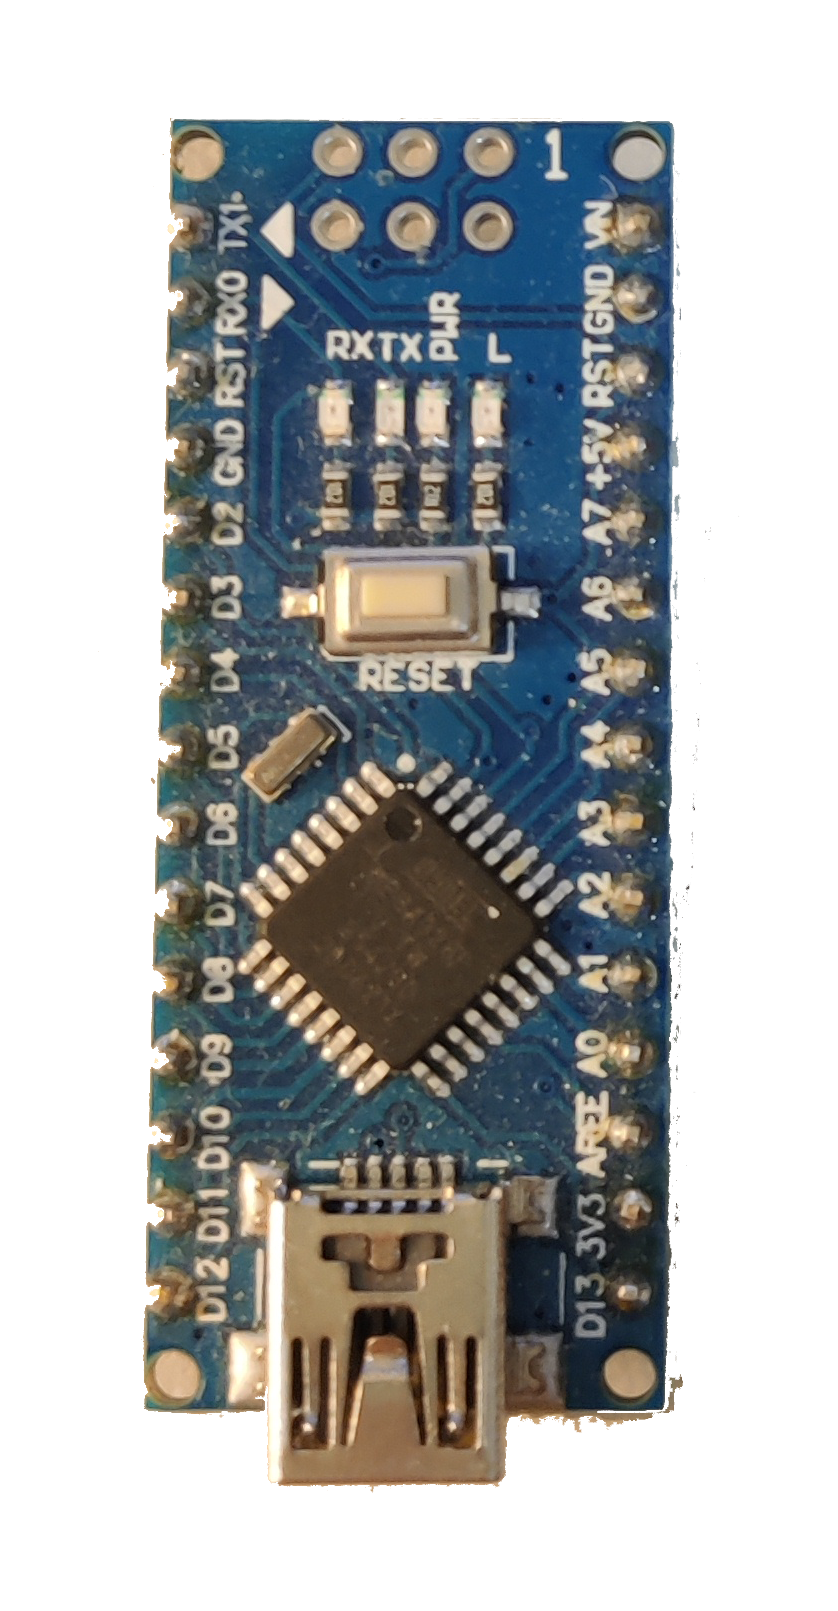 1
TX1
RX0
RST
GND
D2
D3
D4
D5
D6
D7
D8
D9
D10
D11
D12
RX TX PWR L
RESET
VN
GND
RST
+5V
A7
A6
A5
A4
A3
A2
A1
A0
AREF
3V3
D13